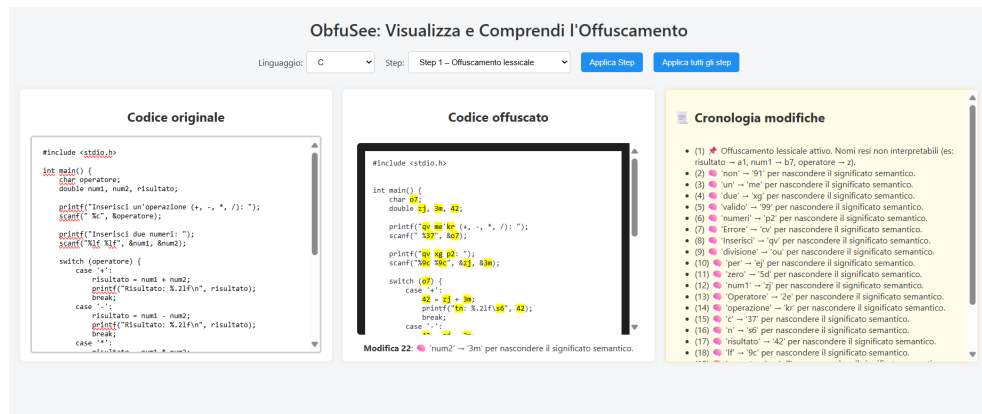 ObfuSee: Visualizza e Comprendi l'Offuscamento
Linguaggio: C Step: Step 1 – Offuscamento lessicale Applica Step Applica tutti gli step
Codice originale
#include <stdio.h>
int main() {
char operatore;
double num1, num2, risultato;
printf("Inserisci un'operazione (+, -, *, /): ");
scanf(" %c", &operatore);
printf("Inserisci due numeri: ");
scanf("%lf %lf", &num1, &num2);
switch (operatore) {
case '+':
risultato = num1 + num2;
printf("Risultato: %.2lf\n", risultato);
break;
case '-':
risultato = num1 - num2;
printf("Risultato: %.2lf\n", risultato);
break;
case '*':
risultato = num1 * num2;
Codice offuscato
#include <stdio.h>
int main() {
char o7;
double zj, 3m, 42;
printf("qv me'kr (+, -, *, /): ");
scanf(" %37", &o7);
printf("qv xg p2: ");
scanf("%9c %9c", &zj, &3m);
switch (o7) {
case '+':
42 = zj + 3m;
printf("tn: %.2lf\s6", 42);
break;
case '-':
Modifica 22: 🧠 'num2' → '3m' per nascondere il significato semantico.
Cronologia modifiche
(1) 📌 Offuscamento lessicale attivo. Nomi resi non interpretabili (es:
risultato → a1, num1 → b7, operatore → z).
(2) 🧠 'non' → '91' per nascondere il significato semantico.
(3) 🧠 'un' → 'me' per nascondere il significato semantico.
(4) 🧠 'due' → 'xg' per nascondere il significato semantico.
(5) 🧠 'valido' → '99' per nascondere il significato semantico.
(6) 🧠 'numeri' → 'p2' per nascondere il significato semantico.
(7) 🧠 'Errore' → 'cv' per nascondere il significato semantico.
(8) 🧠 'Inserisci' → 'qv' per nascondere il significato semantico.
(9) 🧠 'divisione' → 'ou' per nascondere il significato semantico.
(10) 🧠 'per' → 'ej' per nascondere il significato semantico.
(11) 🧠 'zero' → '5d' per nascondere il significato semantico.
(12) 🧠 'num1' → 'zj' per nascondere il significato semantico.
(13) 🧠 'Operatore' → '2e' per nascondere il significato semantico.
(14) 🧠 'operazione' → 'kr' per nascondere il significato semantico.
(15) 🧠 'c' → '37' per nascondere il significato semantico.
(16) 🧠 'n' → 's6' per nascondere il significato semantico.
(17) 🧠 'risultato' → '42' per nascondere il significato semantico.
(18) 🧠 'lf' → '9c' per nascondere il significato semantico.